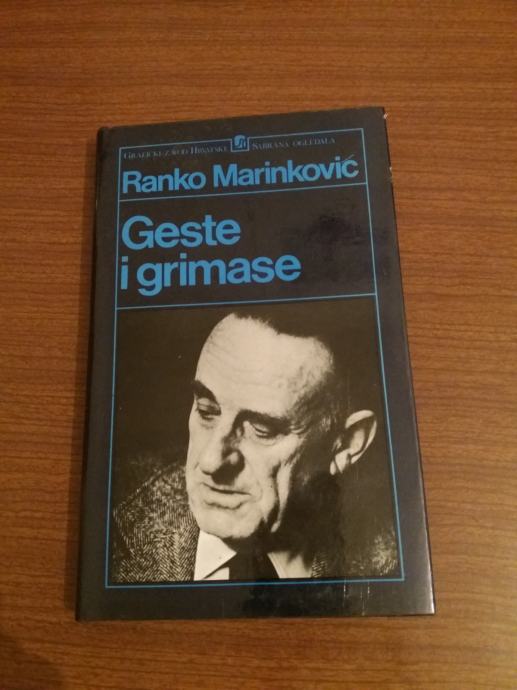 GRAFIČKI ZAVOD HRVATSKE SABRANA OGLEDALA
Ranko Marinković
Geste
i grimase